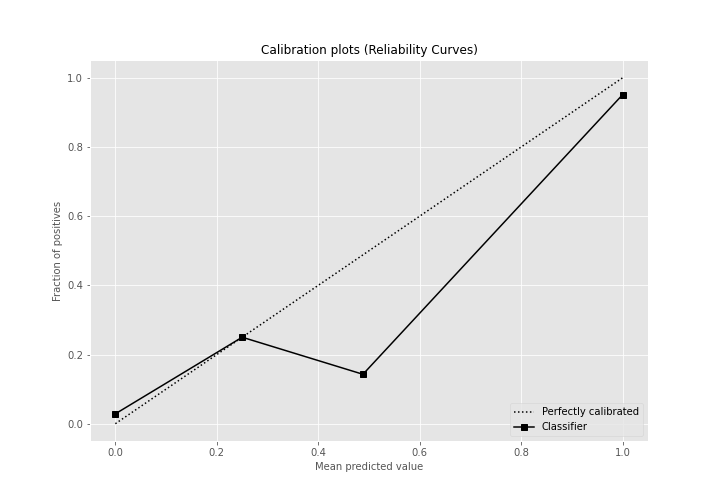 Calibration plots (Reliability Curves)
1.0
0.8
0.6
0.4
0.2
0.0
Fraction of positives
0.0 0.2 0.4 0.6 0.8 1.0
Mean predicted value
Perfectly calibrated
Classifier